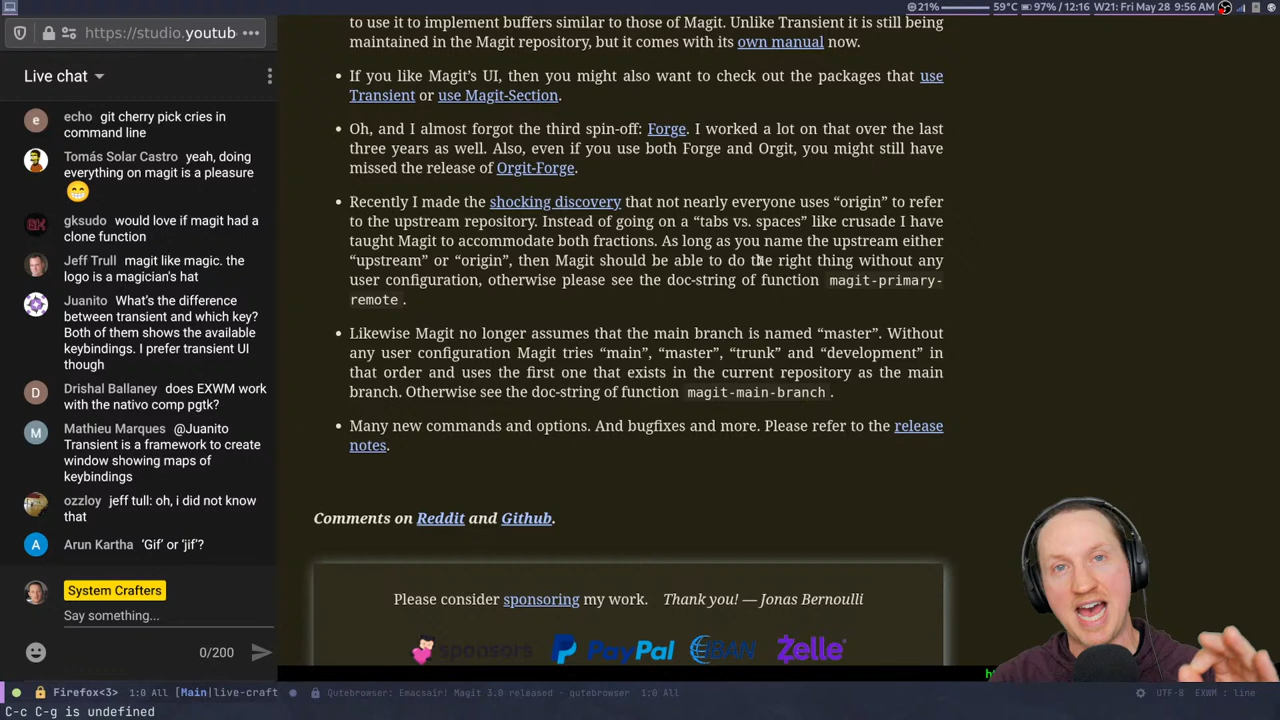 21% 59°C 97% / 12:16 W21: Fri May 28 9:56 AM
https://studio.youtub
Live chat
echo git cherry pick cries in
command line
Tomás Solar Castro yeah, doing
everything on magit is a pleasure
😁
gksudo would love if magit had a
clone function
Jeff Trull magit like magic. the
logo is a magician's hat
Juanito What's the difference
between transient and which key?
Both of them shows the available
keybindings. I prefer transient UI
though
Drishal Ballaney does EXWM work
with the nativo comp pgtk?
Mathieu Marques @Juanito
Transient is a framework to create
window showing maps of
keybindings
ozzloy jeff tull: oh, i did not know
that
Arun Kartha 'Gif' or 'jif'?
System Crafters
Say something...
0/200
to use it to implement buffers similar to those of Magit. Unlike Transient it is still being
maintained in the Magit repository, but it comes with its own manual now.
• If you like Magit's UI, then you might also want to check out the packages that use
Transient or use Magit-Section.
• Oh, and I almost forgot the third spin-off: Forge. I worked a lot on that over the last
three years as well. Also, even if you use both Forge and Orgit, you might still have
missed the release of Orgit-Forge.
• Recently I made the shocking discovery that not nearly everyone uses “origin” to refer
to the upstream repository. Instead of going on a “tabs vs. spaces” like crusade I have
taught Magit to accommodate both fractions. As long as you name the upstream either
“upstream” or “origin”, then Magit should be able to do the right thing without any
user configuration, otherwise please see the doc-string of function magit-primary-
remote .
• Likewise Magit no longer assumes that the main branch is named “master”. Without
any user configuration Magit tries “main”, “master”, “trunk” and “development” in
that order and uses the first one that exists in the current repository as the main
branch. Otherwise see the doc-string of function magit-main-branch .
• Many new commands and options. And bugfixes and more. Please refer to the release
notes.
Comments on Reddit and Github.
Please consider sponsoring my work. Thank you! — Jonas Bernoulli
sponsors PayPal IBAN Zelle
Firefox<3> 1:0 All [Main|live-craft
Qutebrowser: Emacsair! Magit 3.0 released - qutebrowser 1:0 All
UTF-8 EXWM : line
C-c C-g is undefined